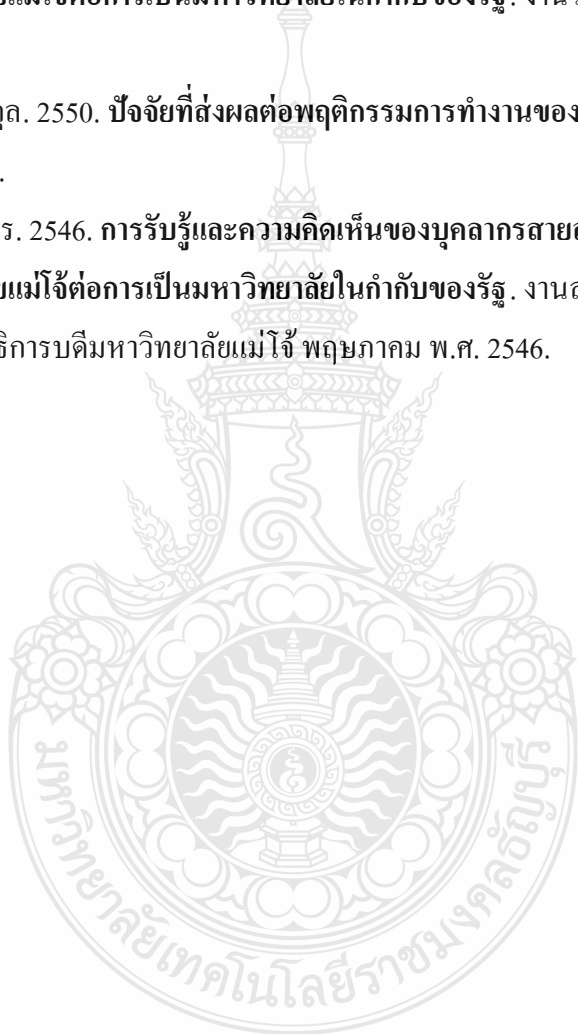 ต่อการเป็นมหาวิทยาลัยในกำกับของรัฐ.
2550. ปัจจัยที่ส่งผลต่อพฤติกรรมการทำงานของ
.
ร. 2546. การรับรู้และความคิดเห็นของบุคลากรสาย
ยแม่โจ้ต่อการเป็นมหาวิทยาลัยในกำกับของรัฐ. งาน
ธิการบดีมหาวิทยาลัยแม่โจ้ พฤษภาคม พ.ศ. 2546.
มหาวิทยาลัยเทคโนโลยีราชมงคลธัญบุรี